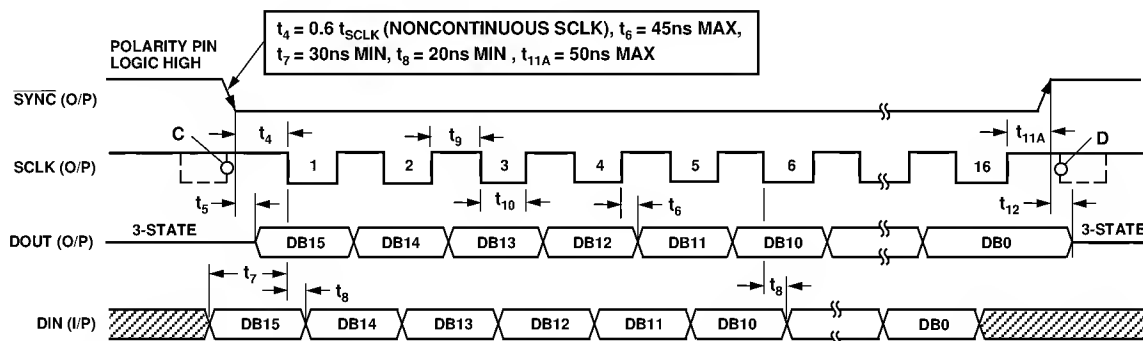 t4 = 0.6 tSCLK (NONCONTINUOUS SCLK), t6 = 45ns MAX,
t7 = 30ns MIN, t8 = 20ns MIN , t11A = 50ns MAX
POLARITY PIN
LOGIC HIGH
SYNC (O/P)
C
t4
t9
t11A
D
SCLK (O/P)
1 2 3 4 5 6 16
t5
t10
t6
t12
3-STATE
3-STATE
DOUT (O/P)
DB15 DB14 DB13 DB12 DB11 DB10 DB0
t7
t8
t8
DIN (I/P)
DB15 DB14 DB13 DB12 DB11 DB10 DB0